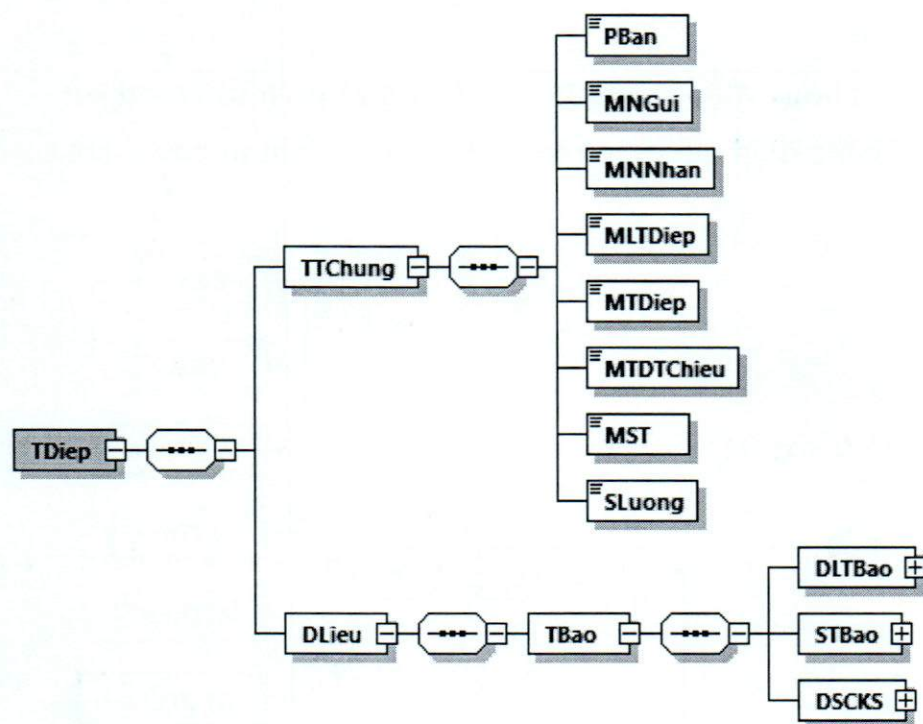 PBan
MNGui
MNNhan
MLTDiep
TTChung
MTDiep
MTDTChieu
MST
TDiep
SLuong
DLTBao
DLieu
TBao
STBao
DSCKS